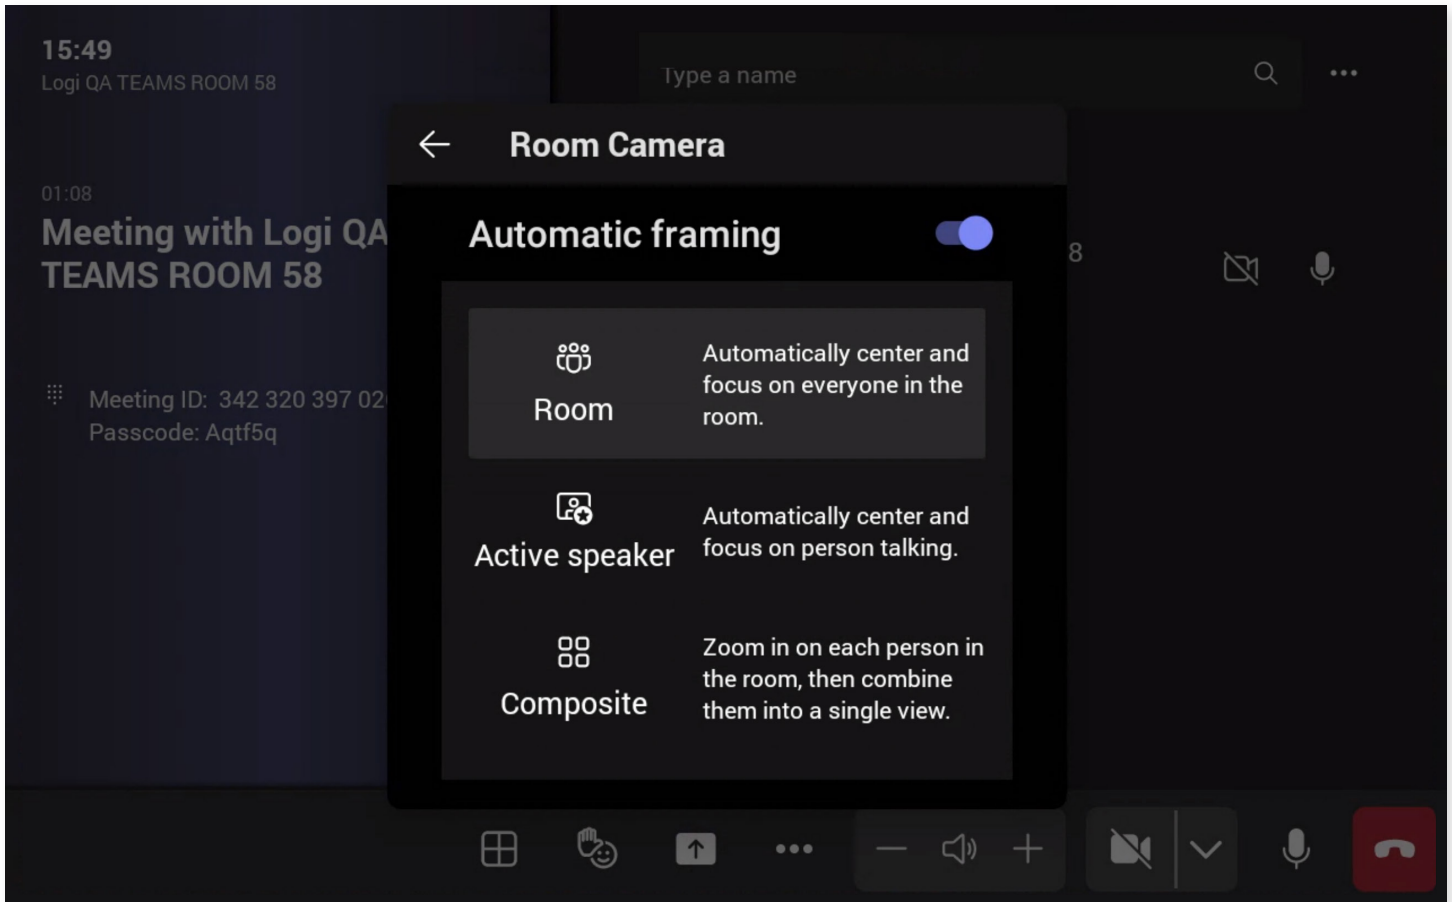 15:49
Logi QA TEAMS ROOM 58
Type a name
Room Camera
01:08
Meeting with Logi QA
TEAMS ROOM 58
Automatic framing
8
Room
Automatically center and
focus on everyone in the
room.
Meeting ID: 342 320 397 02
Passcode: Aqtf5q
Active speaker
Automatically center and
focus on person talking.
Composite
Zoom in on each person in
the room, then combine
them into a single view.